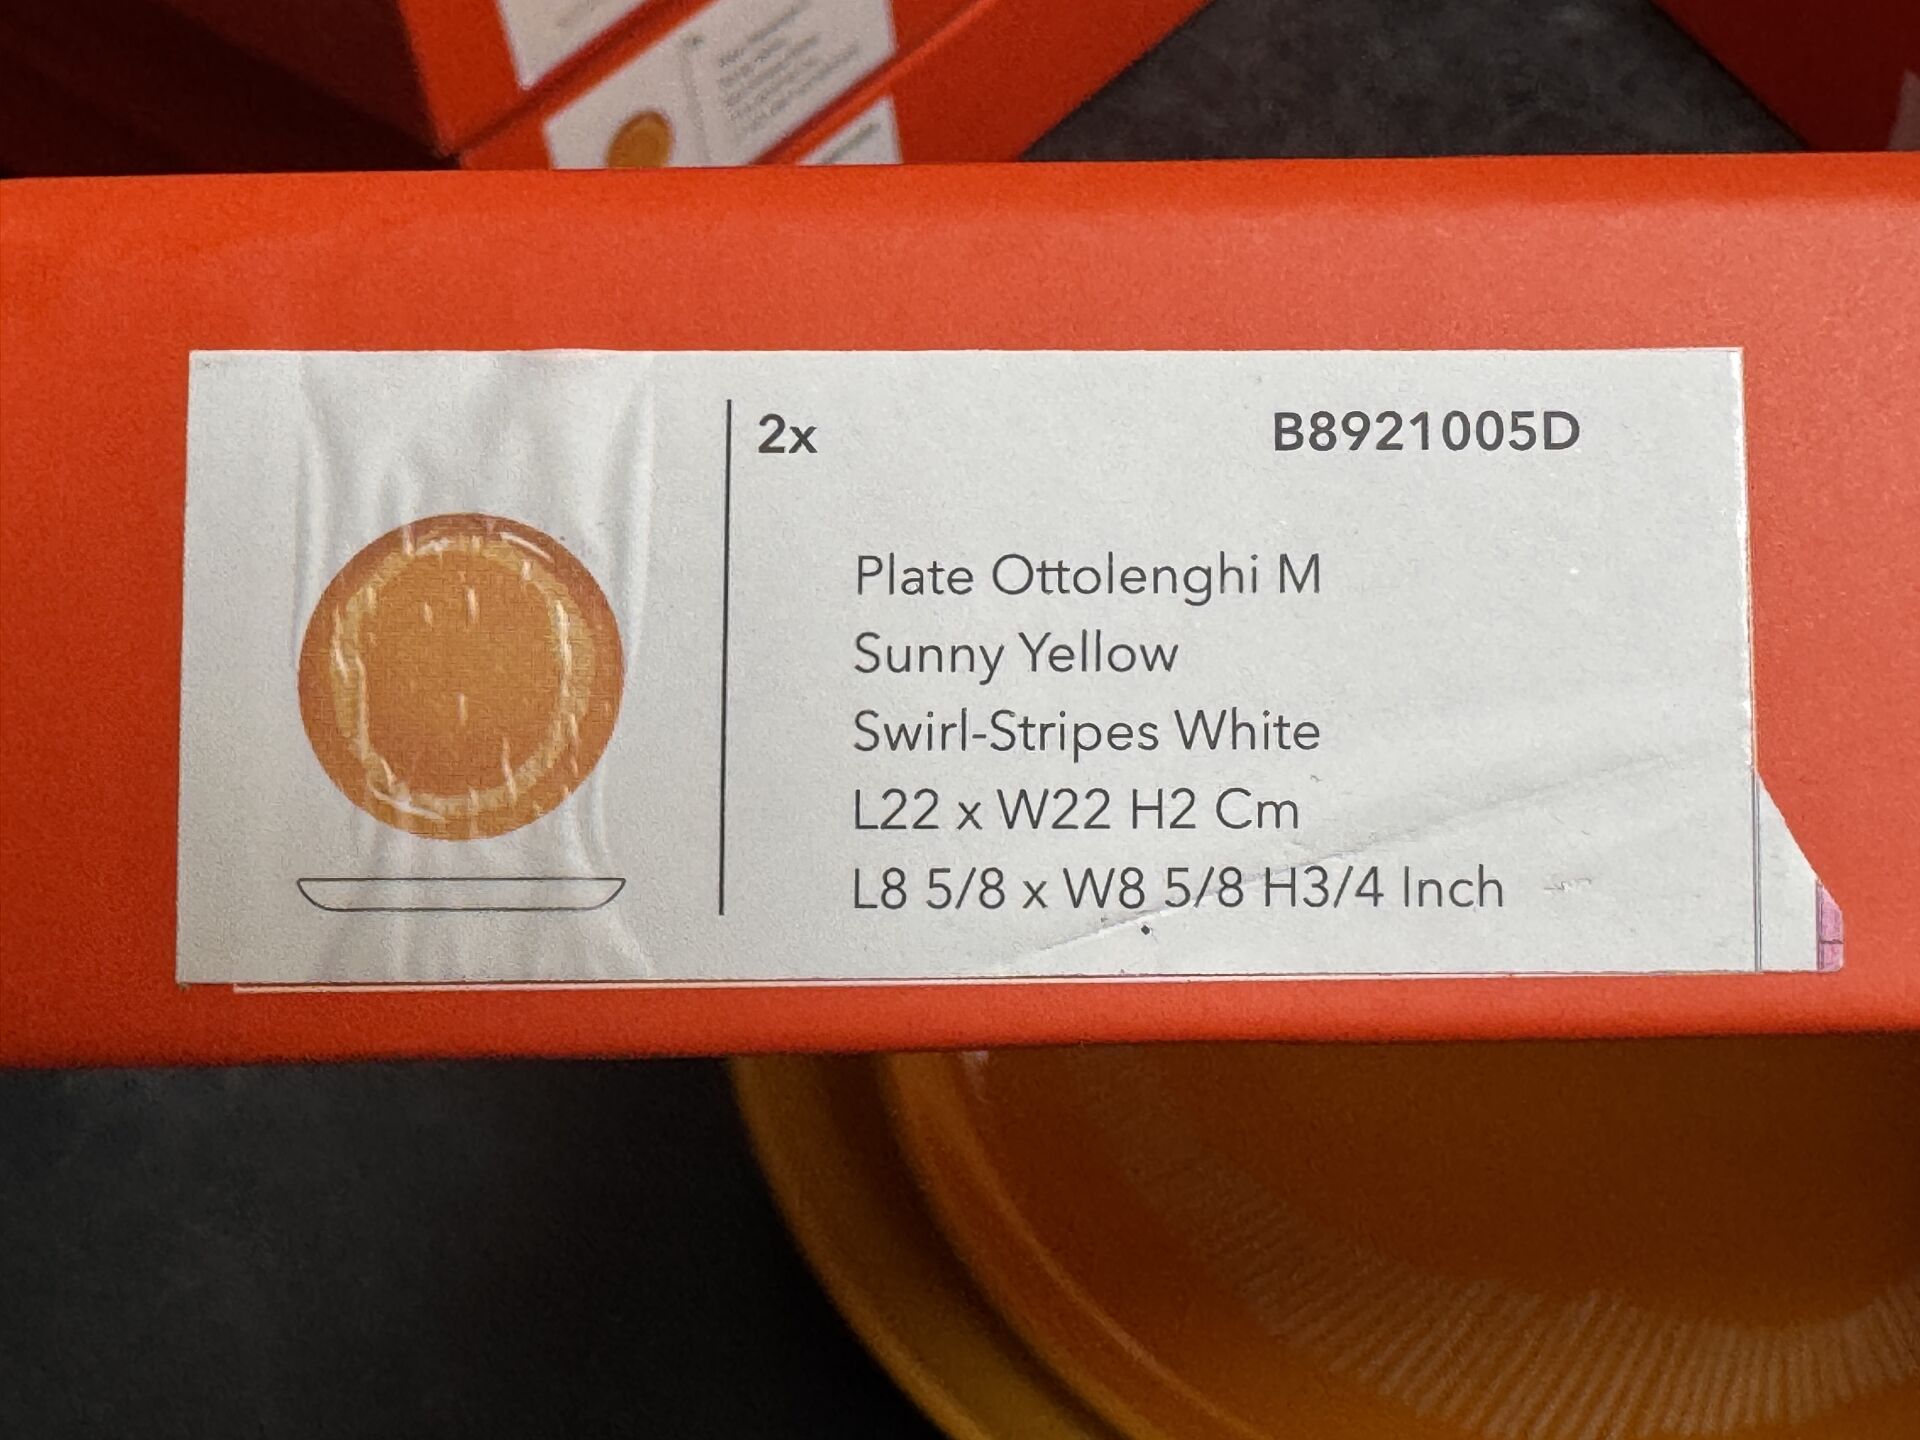 2x
B8921005D
Plate Ottolenghi M
Sunny Yellow
Swirl-Stripes White
L22 x W22 H2 Cm
L8 5/8 x W8 5/8 H3/4 Inch